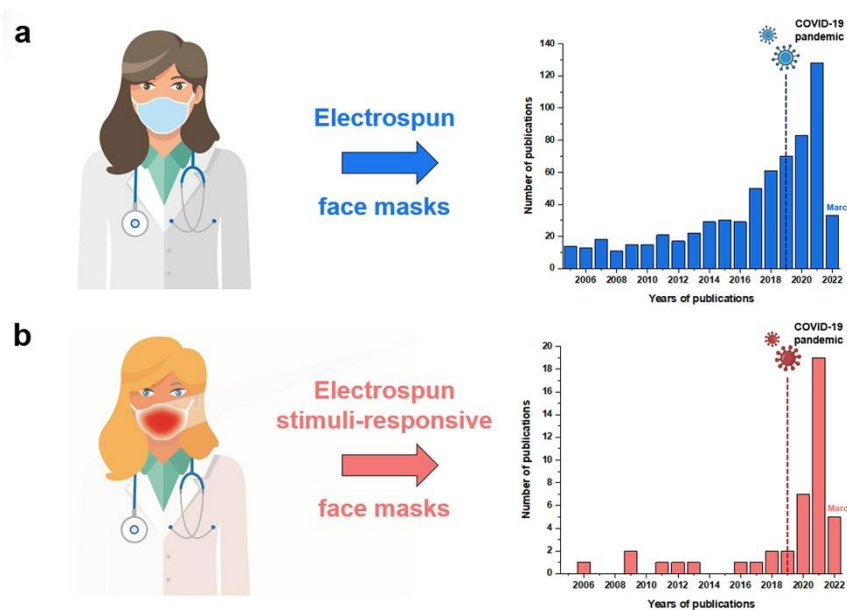 a
Electrospun
face masks
COVID-19
pandemic
Number of publications
140
120
100
80
60
40
20
0
Marc
2006 2008 2010 2012 2014 2016 2018 2020 2022
Years of publications
b
Electrospun
stimuli-responsive
face masks
COVID-19
pandemic
Number of publications
20
18
16
14
12
10
8
6
4
2
0
Marc
2006 2008 2010 2012 2014 2016 2018 2020 2022
Years of publications